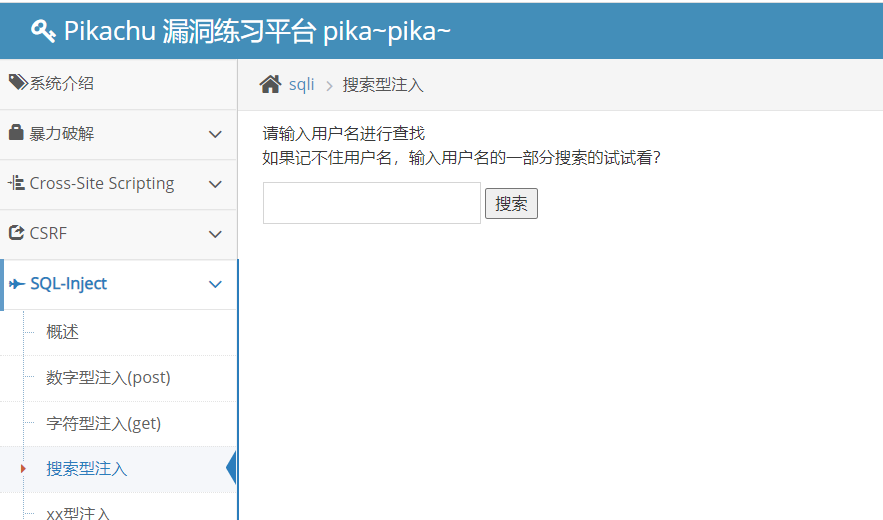 Pikachu 漏洞练习平台 pika~pika~
系统介绍
暴力破解
Cross-Site Scripting
CSRF
SQL-Inject
概述
数字型注入(post)
字符型注入(get)
搜索型注入
xx型注入
sqli > 搜索型注入
请输入用户名进行查找
如果记不住用户名，输入用户名的一部分搜索的试试看？
搜索